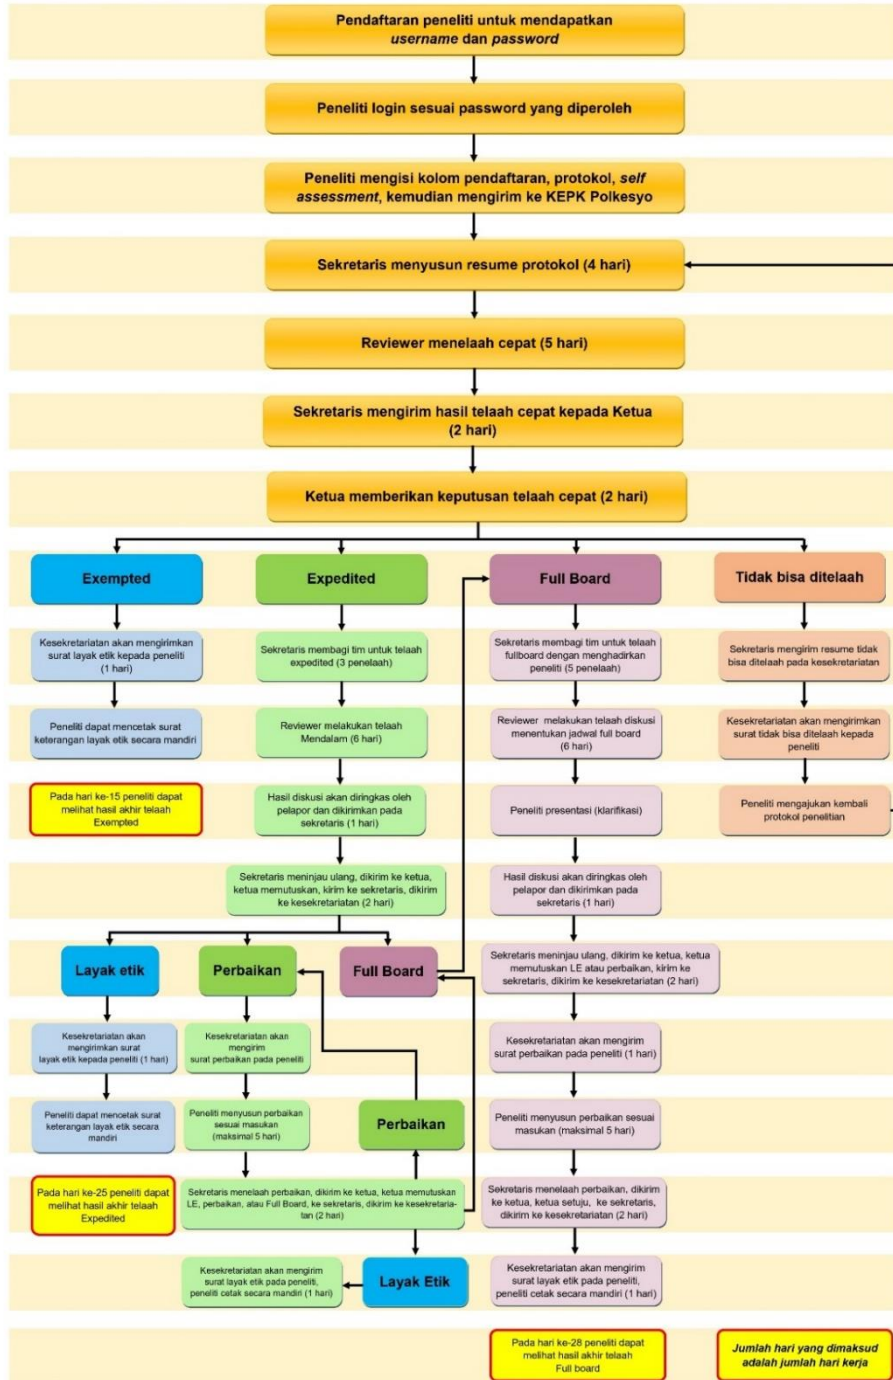 Pendaftaran peneliti untuk mendapatkan
username dan password
Peneliti login sesuai password yang diperoleh
Peneliti mengisi kolom pendaftaran, protokol, self
assessment, kemudian mengirim ke KEPK Polkesyo
Sekretaris menyusun resume protokol (4 hari)
Reviewer menelaah cepat (5 hari)
Sekretaris mengirim hasil telaah cepat kepada Ketua
(2 hari)
Ketua memberikan keputusan telaah cepat (2 hari)
Exempted
Expedited
Full Board
Tidak bisa ditelaah
Kesekretariatan akan mengirimkan
surat layak etik kepada peneliti
(1 hari)
Sekretaris membagi tim untuk telaah
expedited (3 penelaah)
Sekretaris membagi tim untuk telaah
fullboard dengan menghadirkan
peneliti (5 penelaah)
Sekretaris mengirim resume tidak
bisa ditelaah pada kesekretariatan
Peneliti dapat mencetak surat
keterangan layak etik secara mandiri
Reviewer melakukan telaah
Mendalam (6 hari)
Reviewer melakukan telaah diskusi
menentukan jadwal full board
(6 hari)
Kesekretariatan akan mengirimkan
surat tidak bisa ditelaah kepada
peneliti
Pada hari ke-15 peneliti dapat
melihat hasil akhir telaah
Exempted
Hasil diskusi akan diringkas oleh
pelapor dan dikirimkan pada
sekretaris (1 hari)
Peneliti presentasi (klarifikasi)
Peneliti mengajukan kembali
protokol penelitian
Sekretaris meninjau ulang, dikirim ke ketua,
ketua memutuskan, kirim ke sekretaris, dikirim
ke kesekretariatan (2 hari)
Hasil diskusi akan diringkas oleh
pelapor dan dikirimkan pada
sekretaris (1 hari)
Layak etik
Perbaikan
Full Board
Sekretaris meninjau ulang, dikirim ke ketua, ketua
memutuskan LE atau perbaikan, kirim ke
sekretaris, dikirim ke kesekretariatan (2 hari)
Kesekretariatan akan
mengirimkan surat
layak etik kepada peneliti (1 hari)
Kesekretariatan akan
mengirim
surat perbaikan pada peneliti
Kesekretariatan akan mengirim
surat perbaikan pada peneliti (1 hari)
Peneliti dapat mencetak surat
keterangan layak etik secara
mandiri
Peneliti menyusun perbaikan
sesuai masukan
(maksimal 5 hari)
Perbaikan
Peneliti menyusun perbaikan sesuai
masukan (maksimal 5 hari)
Pada hari ke-25 peneliti dapat
melihat hasil akhir telaah
Expedited
Sekretaris menelaah perbaikan, dikirim ke ketua, ketua memutuskan
LE, perbaikan, atau Full Board, ke sekretaris, dikirim ke kesekretaria-
tan (2 hari)
Sekretaris menelaah perbaikan, dikirim
ke ketua, ketua setuju, ke sekretaris,
dikirim ke kesekretariatan (2 hari)
Kesekretariatan akan mengirim
surat layak etik pada peneliti,
peneliti cetak secara mandiri (1 hari)
Layak Etik
Kesekretariatan akan mengirim
surat layak etik pada peneliti,
peneliti cetak secara mandiri (1 hari)
Pada hari ke-28 peneliti dapat
melihat hasil akhir telaah
Full board
Jumlah hari yang dimaksud
adalah jumlah hari kerja